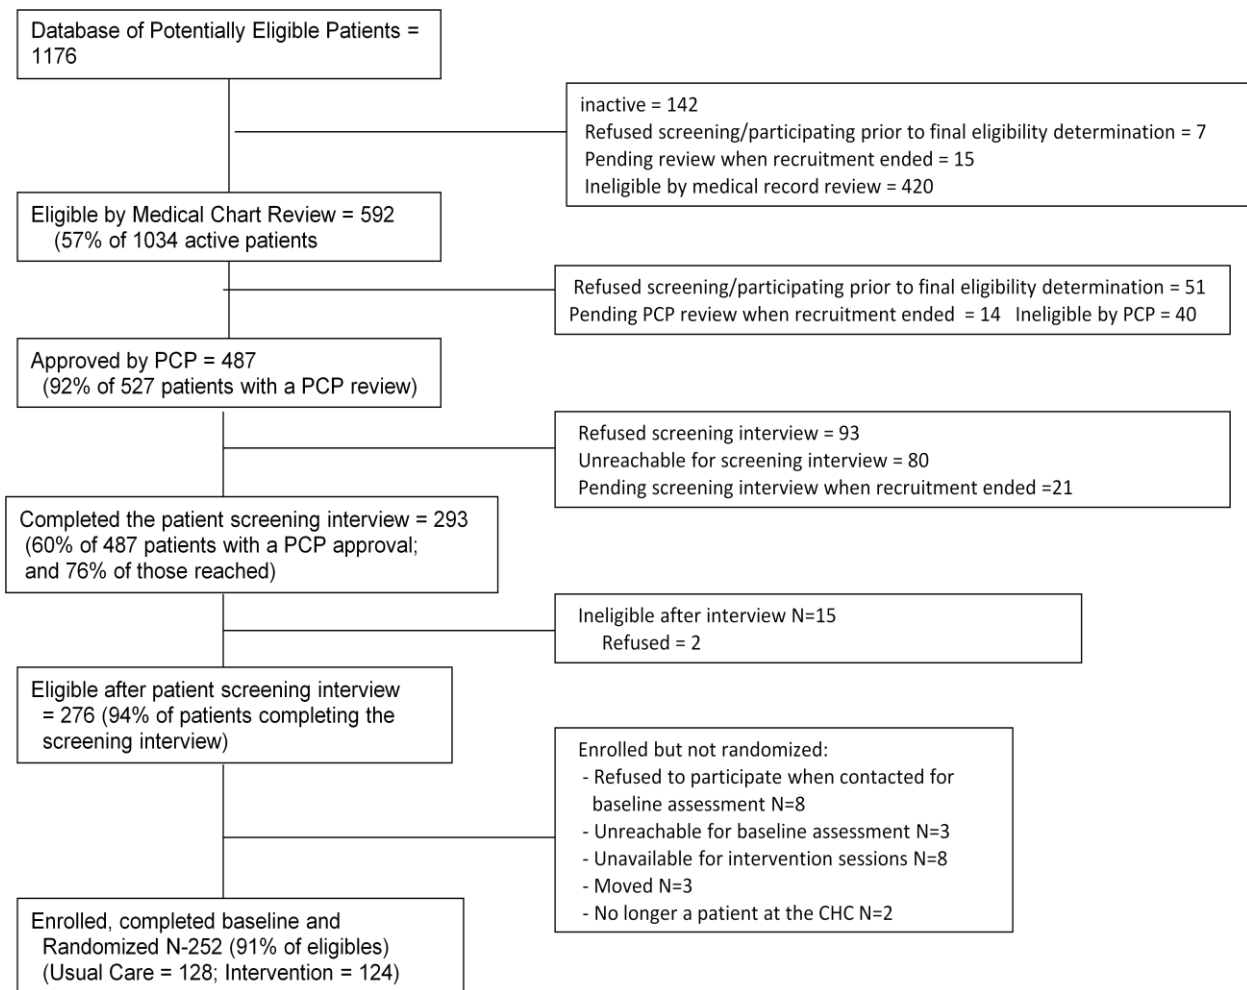 Database of Potentially Eligible Patients =
1176
inactive = 142
Refused screening/participating prior to final eligibility determination = 7
Pending review when recruitment ended = 15
Ineligible by medical record review = 420
Eligible by Medical Chart Review = 592
(57% of 1034 active patients
Refused screening/participating prior to final eligibility determination = 51
Pending PCP review when recruitment ended = 14 Ineligible by PCP = 40
Approved by PCP = 487
(92% of 527 patients with a PCP review)
Refused screening interview = 93
Unreachable for screening interview = 80
Pending screening interview when recruitment ended =21
Completed the patient screening interview = 293
(60% of 487 patients with a PCP approval;
and 76% of those reached)
Ineligible after interview N=15
Refused = 2
Eligible after patient screening interview
= 276 (94% of patients completing the
screening interview)
Enrolled but not randomized:
- Refused to participate when contacted for
baseline assessment N=8
- Unreachable for baseline assessment N=3
- Unavailable for intervention sessions N=8
- Moved N=3
- No longer a patient at the CHC N=2
Enrolled, completed baseline and
Randomized N-252 (91% of eligibles)
(Usual Care = 128; Intervention = 124)